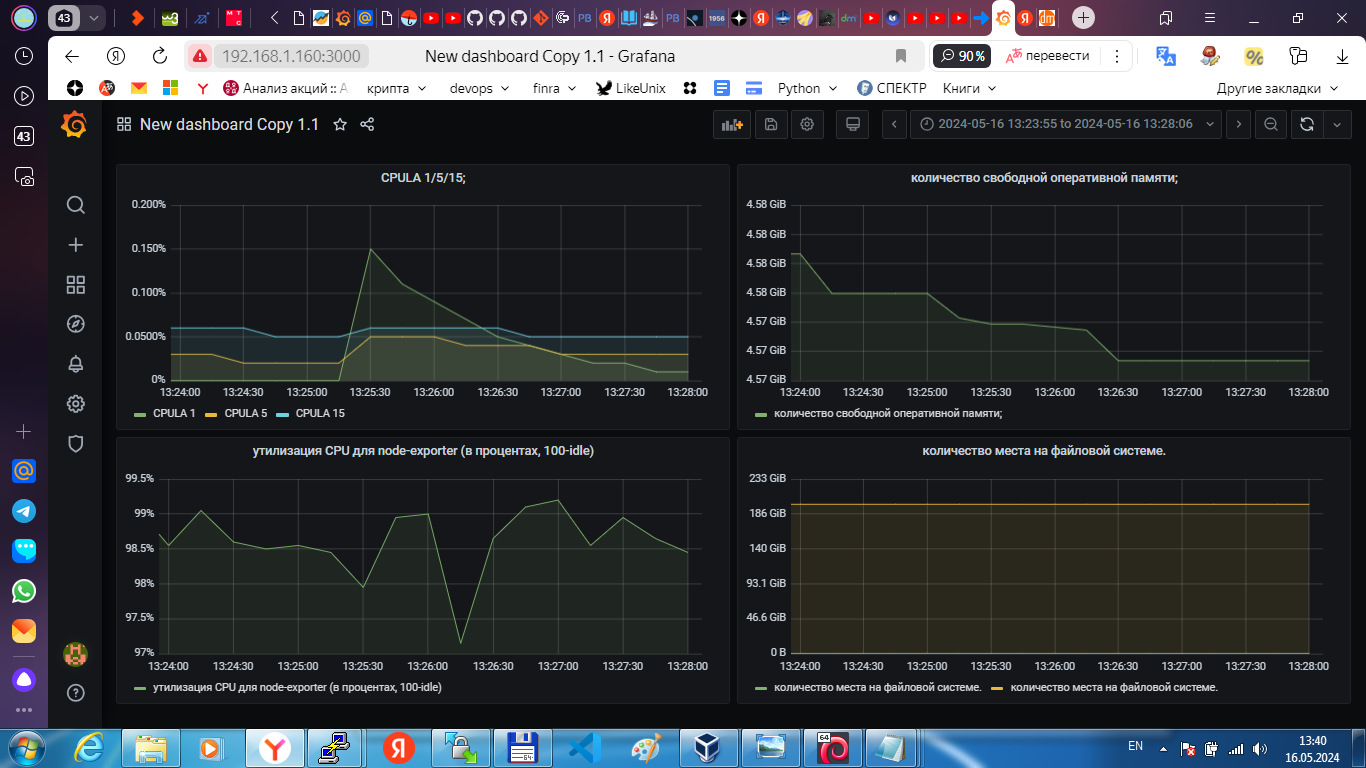 43
1956
dm
dm
192.168.1.160:3000
New dashboard Copy 1.1 - Grafana
90%
перевести
Анализ акций :: А
крипта
devops
finra
LikeUnix
Python
СПЕКТР
Книги
Другие закладки
43
New dashboard Copy 1.1
2024-05-16 13:23:55 to 2024-05-16 13:28:06
CPULA 1/5/15;
0.200%
0.150%
0.100%
0.0500%
0%
13:24:00 13:24:30 13:25:00 13:25:30 13:26:00 13:26:30 13:27:00 13:27:30 13:28:00
CPULA 1 CPULA 5 CPULA 15
количество свободной оперативной памяти;
4.58 GiB
4.58 GiB
4.58 GiB
4.58 GiB
4.57 GiB
4.57 GiB
4.57 GiB
13:24:00 13:24:30 13:25:00 13:25:30 13:26:00 13:26:30 13:27:00 13:27:30 13:28:00
количество свободной оперативной памяти;
утилизация CPU для node-exporter (в процентах, 100-idle)
99.5%
99%
98.5%
98%
97.5%
97%
13:24:00 13:24:30 13:25:00 13:25:30 13:26:00 13:26:30 13:27:00 13:27:30 13:28:00
утилизация CPU для node-exporter (в процентах, 100-idle)
количество места на файловой системе.
233 GiB
186 GiB
140 GiB
93.1 GiB
46.6 GiB
0 B
13:24:00 13:24:30 13:25:00 13:25:30 13:26:00 13:26:30 13:27:00 13:27:30 13:28:00
количество места на файловой системе. количество места на файловой системе.
64
EN
13:40
16.05.2024